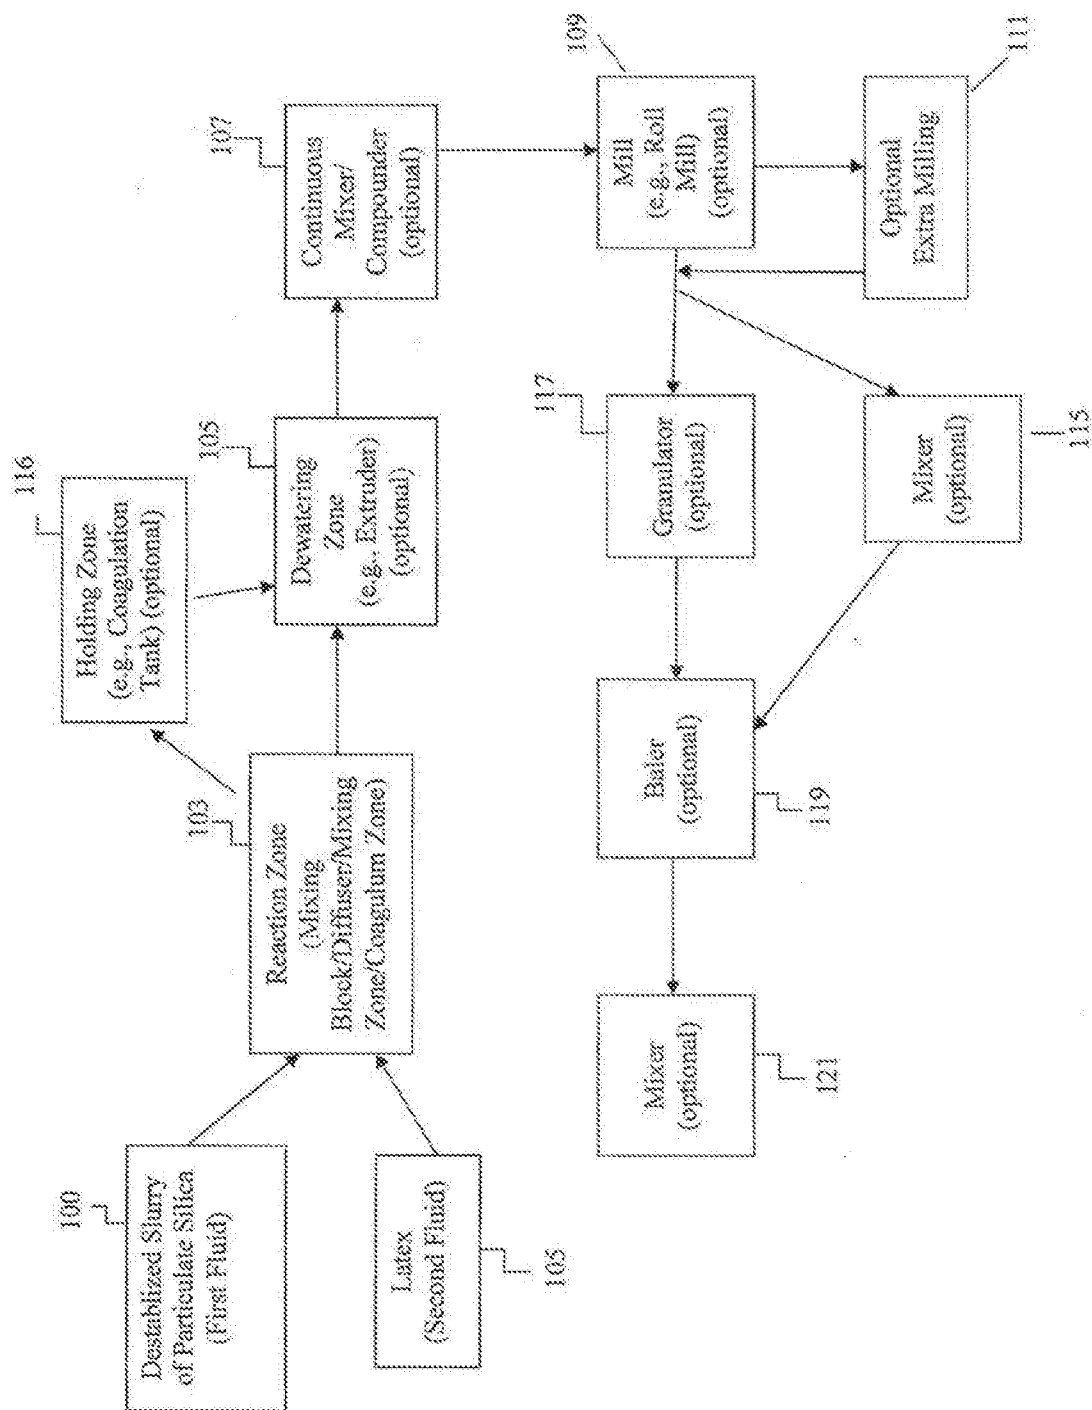 100
Destablized Slurry
of Particulate Silica
(First Fluid)
Latex
(Second Fluid)
105
103
Reaction Zone
(Mixing
Block/Diffuser/Mixing
Zone/Coagulum Zone)
116
Holding Zone
(e.g., Coagulation
Tank) (optional)
105
Dewatering
Zone
(e.g., Extruder)
(optional)
107
Continuous
Mixer/
Compounder
(optional)
109
Mill
(e.g., Roll
Mill)
(optional)
Optional
Extra Milling
111
117
Granulator
(optional)
Mixer
(optional)
115
Baler
(optional)
119
Mixer
(optional)
121